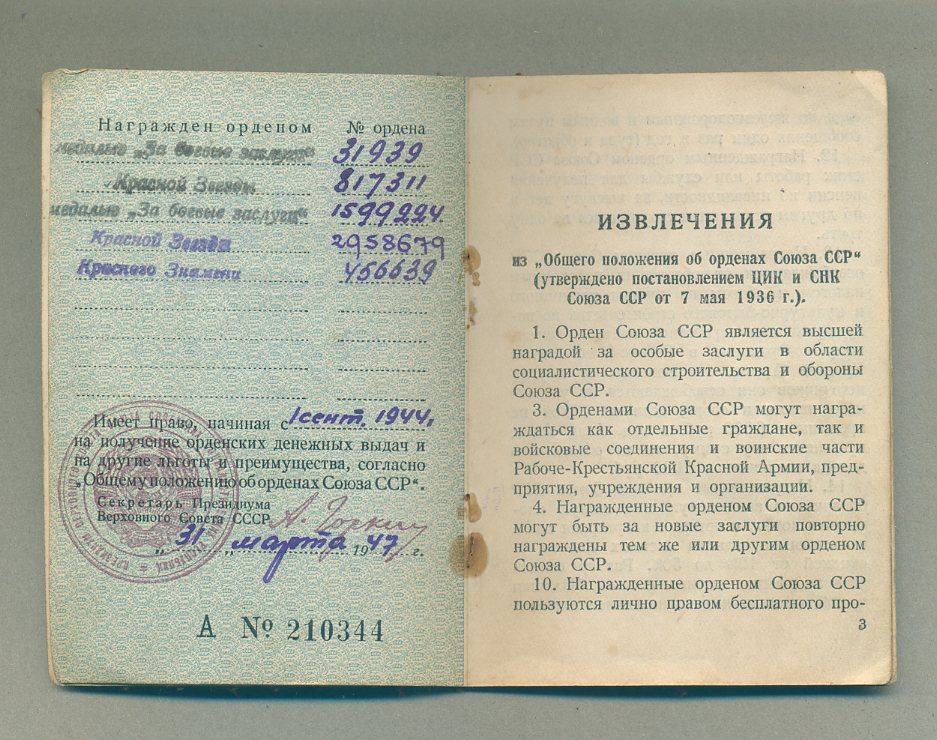 Награжден орденом № ордена
медалью „За боевые заслуги“ 31939
Красной Звезды 817311
медалью „За боевые заслуги“ 1599224
Красной Звезды 2958679
Красного Знамени 456639
Имеет право, начиная с 1 сент. 1944г.
на получение орденских денежных выдач и
на другие льготы и преимущества, согласно
„Общему положению об орденах Союза ССР“.
Секретарь Президиума
Верховного Совета СССР А. Горкин
„31„ марта 1947 г.
А № 210344
ИЗВЛЕЧЕНИЯ
из „Общего положения об орденах Союза ССР“
(утверждено постановлением ЦИК и СНК
Союза ССР от 7 мая 1936 г.).
1. Орден Союза ССР является высшей
наградой за особые заслуги в области
социалистического строительства и обороны
Союза ССР.
3. Орденами Союза ССР могут награ-
ждаться как отдельные граждане, так и
войсковые соединения и воинские части
Рабоче-Крестьянской Красной Армии, пред-
приятия, учреждения и организации.
4. Награжденные орденом Союза ССР
могут быть за новые заслуги повторно
награждены тем же или другим орденом
Союза ССР.
10. Награжденные орденом Союза ССР
пользуются лично правом бесплатного про-
3